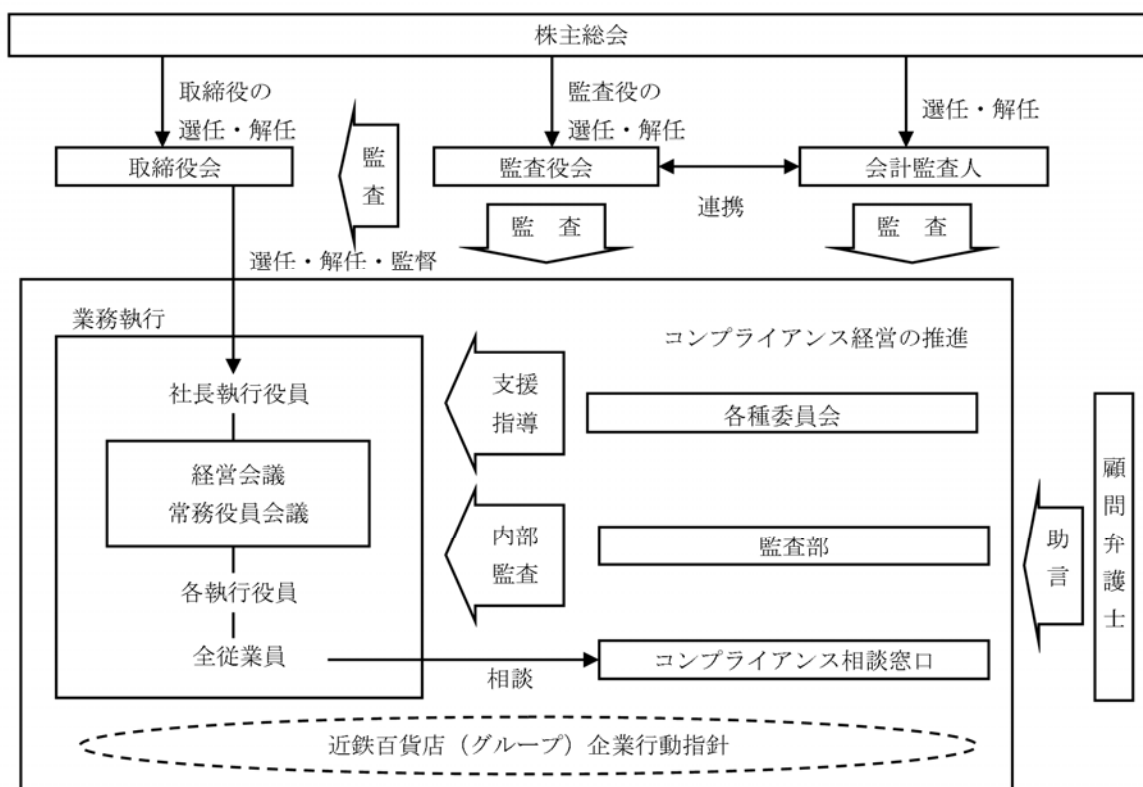 株主総会
取締役の
選任・解任
監査役の
選任・解任
選任・解任
取締役会
監査
監査役会
連携
会計監査人
監 査
監 査
選任・解任・監督
業務執行
コンプライアンス経営の推進
社長執行役員
支援
指導
各種委員会
経営会議
常務役員会議
内部
監査
監査部
助言
顧問弁護士
各執行役員
全従業員
相談
コンプライアンス相談窓口
近鉄百貨店（グループ）企業行動指針